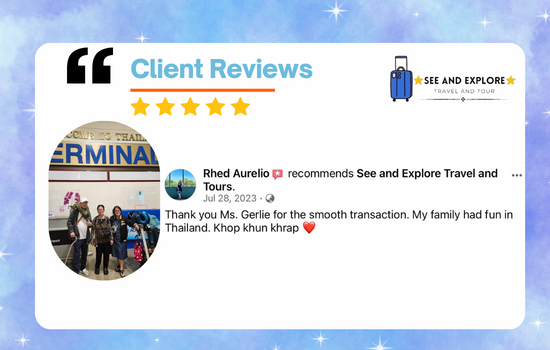 Client Reviews
SEE AND EXPLORE
TRAVEL AND TOUR
TERMINAL
Rhed Aurelio recommends See and Explore Travel and
Tours.
Jul 28, 2023 ·
Thank you Ms. Gerlie for the smooth transaction. My family had fun in
Thailand. Khop khun khrap ❤️